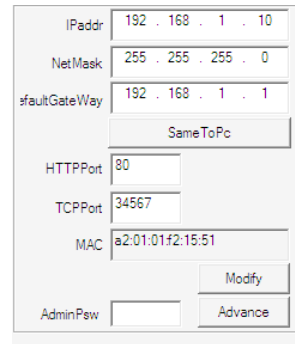 IPaddr 192 . 168 . 1 . 10
NetMask 255 . 255 . 255 . 0
efaultGateWay 192 . 168 . 1 . 1
SameToPc
HTTPPort 80
TCPPort 34567
MAC a2:01:01:f2:15:51
Modify
AdminPsw Advance